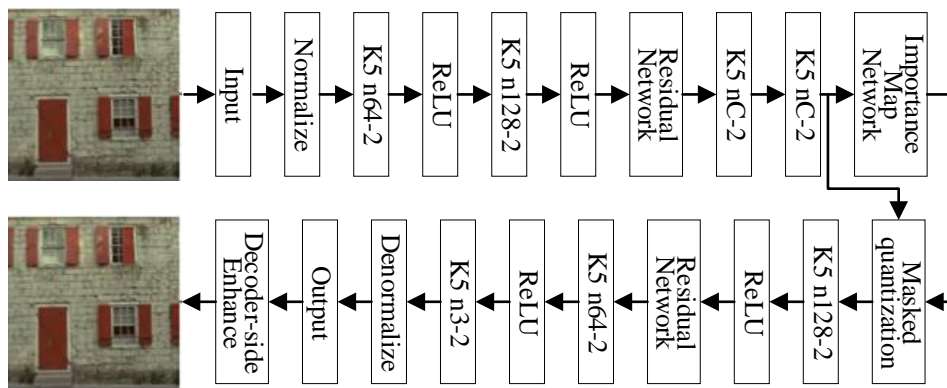 Input
Normalize
K5 n64-2
ReLU
K5 n128-2
ReLU
Residual
Network
K5 nC-2
K5 nC-2
Importance
Map
Network
Decoder-side
Enhance
Output
Denormalize
K5 n3-2
ReLU
K5 n64-2
Residual
Network
ReLU
K5 n128-2
Masked
quantization